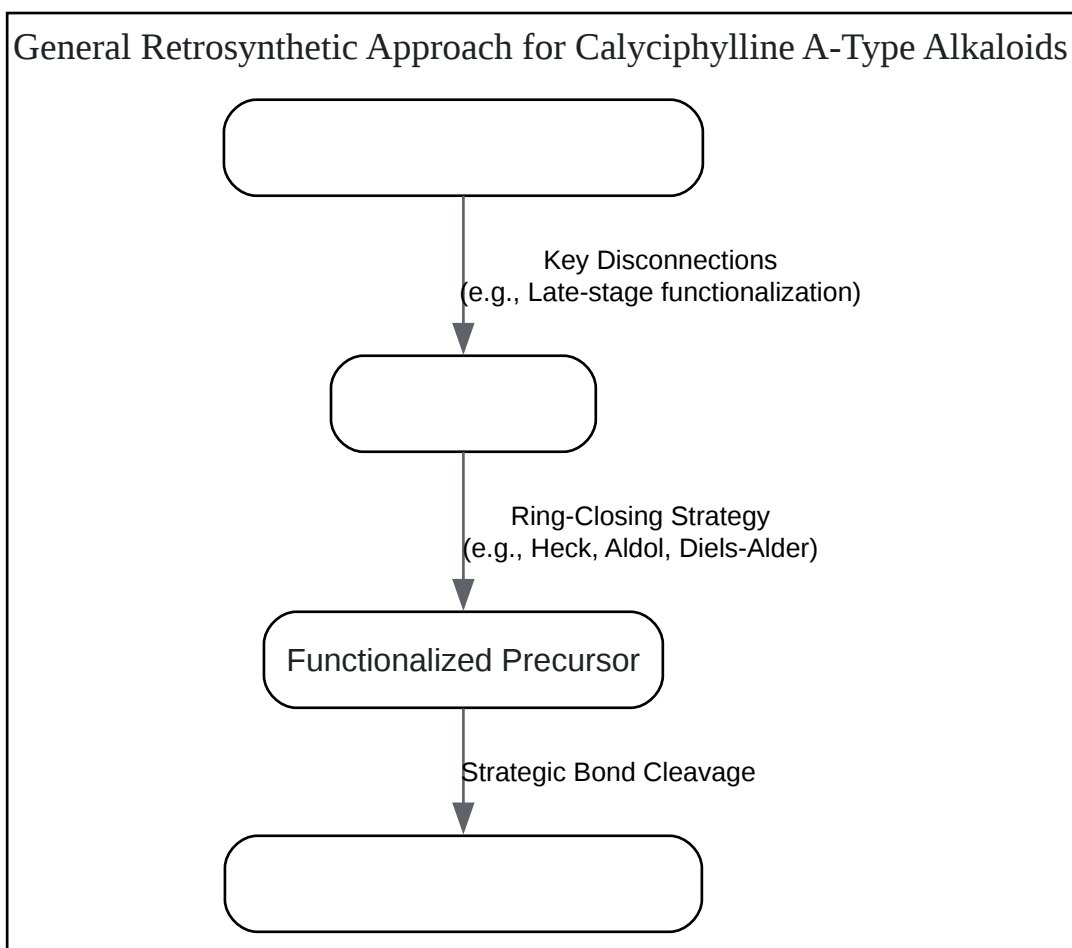 General Retrosynthetic Approach for Calyciphylline A-Type Alkaloids
Key Disconnections
(e.g., Late-stage functionalization)
Ring-Closing Strategy
(e.g., Heck, Aldol, Diels-Alder)
Functionalized Precursor
Strategic Bond Cleavage